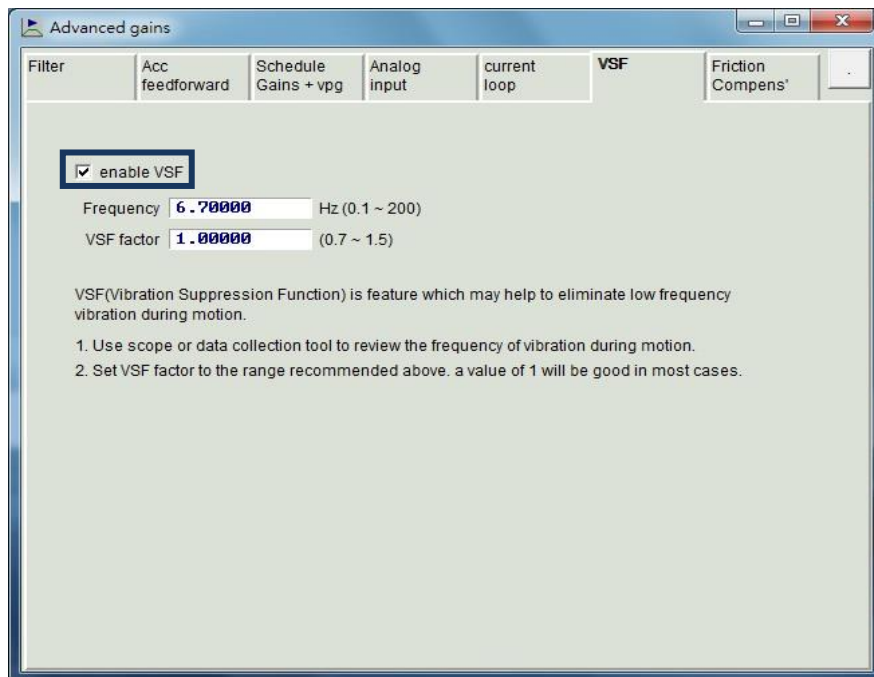 Advanced gains
Filter
Acc
feedforward
Schedule
Gains + vpg
Analog
input
current
loop
VSF
Friction
Compens'
.
enable VSF
Frequency 6.70000 Hz (0.1 ~ 200)
VSF factor 1.00000 (0.7 ~ 1.5)
VSF(Vibration Suppression Function) is feature which may help to eliminate low frequency
vibration during motion.
1. Use scope or data collection tool to review the frequency of vibration during motion.
2. Set VSF factor to the range recommended above. a value of 1 will be good in most cases.